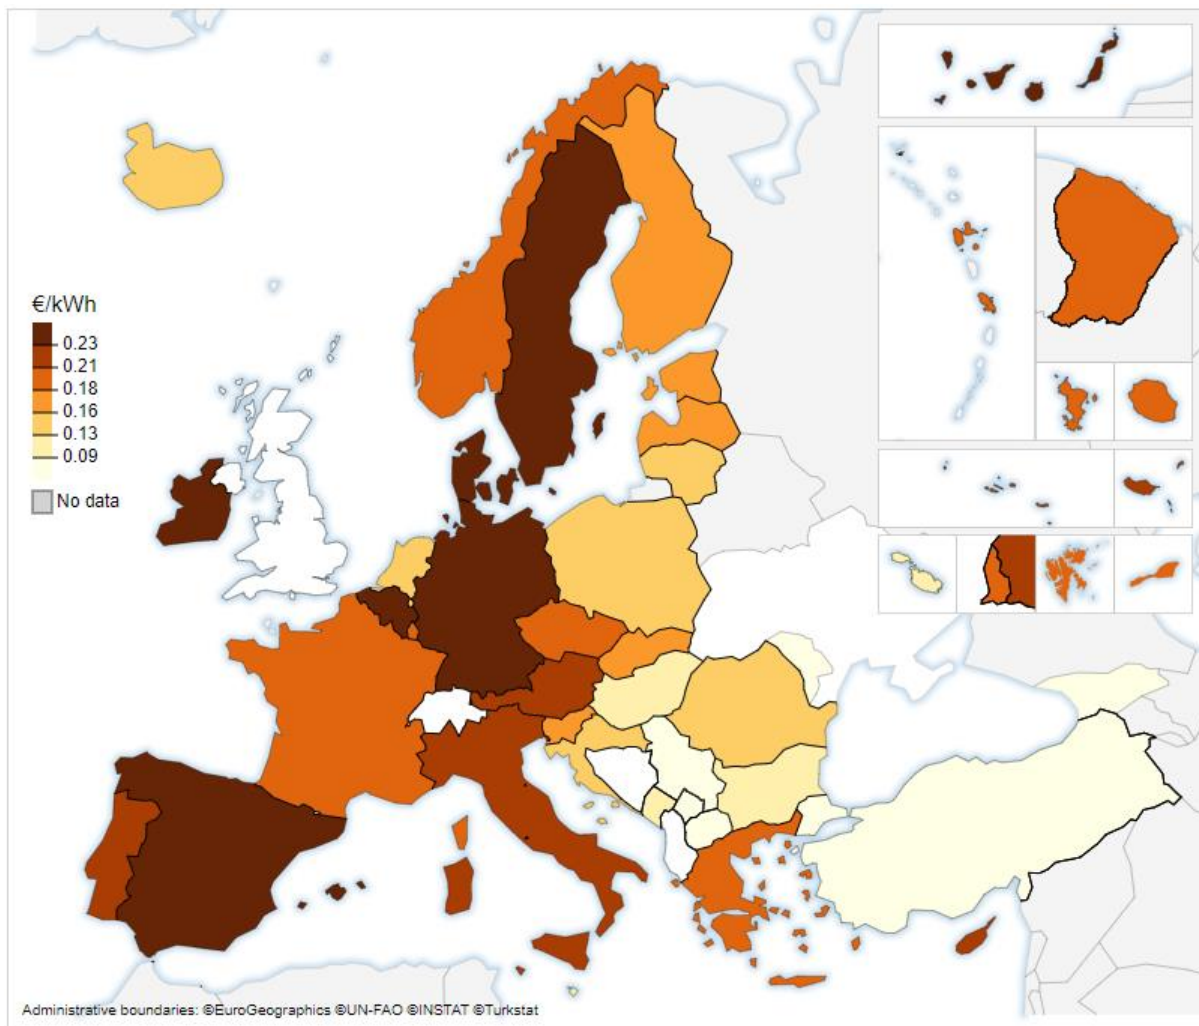 €/kWh
0.23
0.21
0.18
0.16
0.13
0.09
No data
Administrative boundaries: ©EuroGeographics ©UN-FAO ©INSTAT ©Turkstat